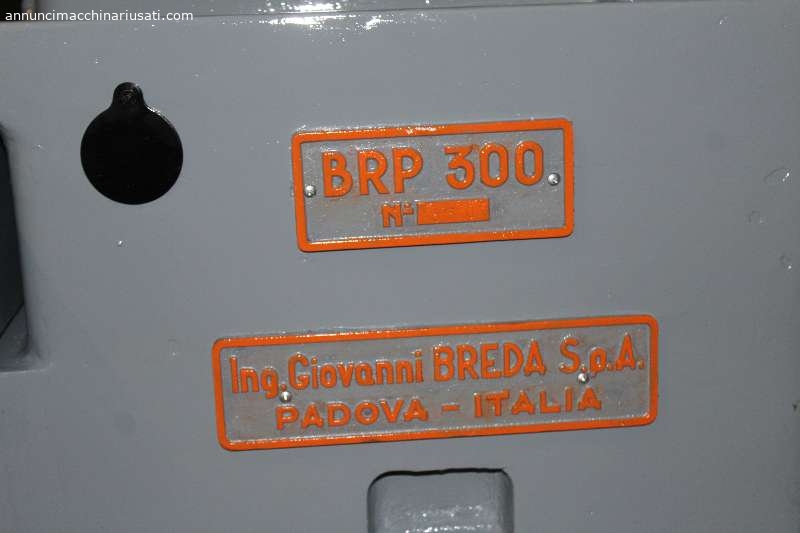 annuncimacchinariusati.com
BRP 300
N°
Ing. Giovanni BREDA S.p.A.
PADOVA - ITALIA